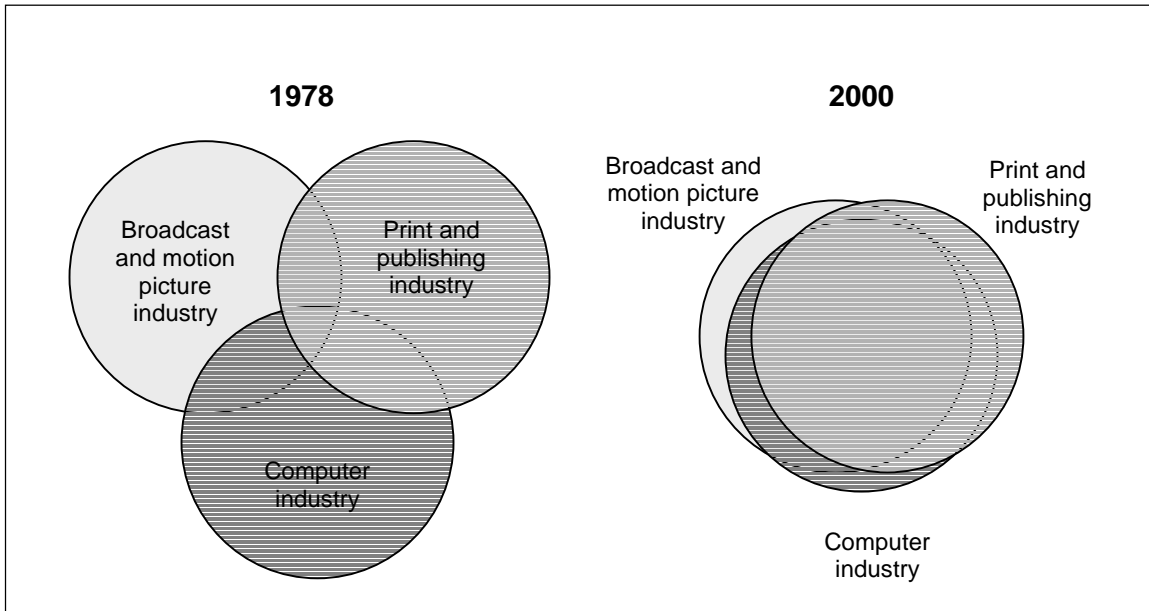 1978
Broadcast
and motion
picture
industry
Print and
publishing
industry
Computer
industry
2000
Broadcast and
motion picture
industry
Print and
publishing
industry
Computer
industry